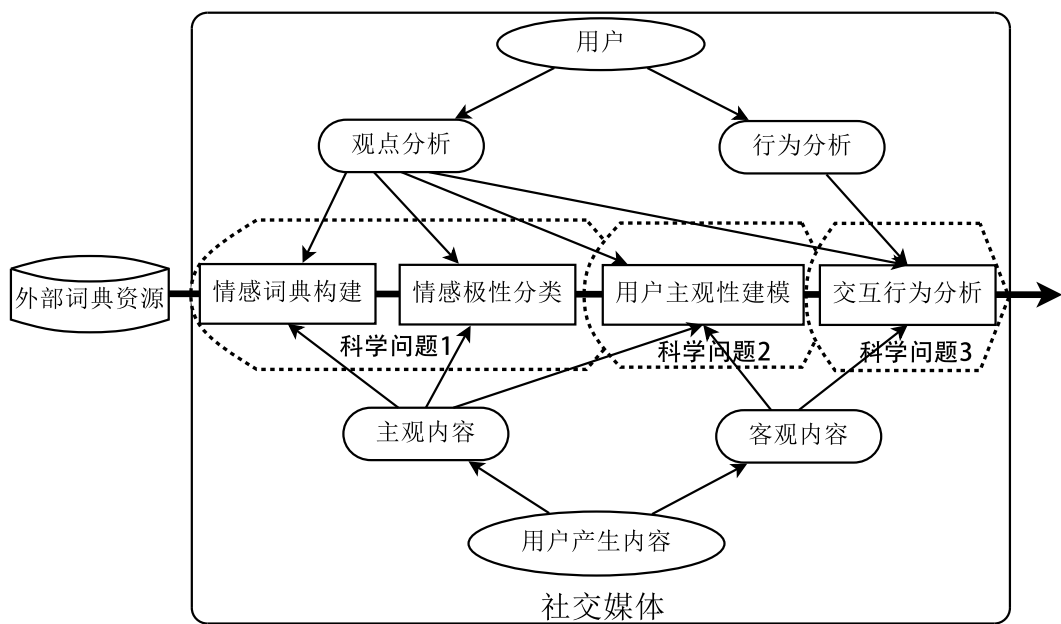 用户
观点分析
行为分析
外部词典资源
情感词典构建
情感极性分类
用户主观性建模
交互行为分析
科学问题1
科学问题2
科学问题3
主观内容
客观内容
用户产生内容
社交媒体